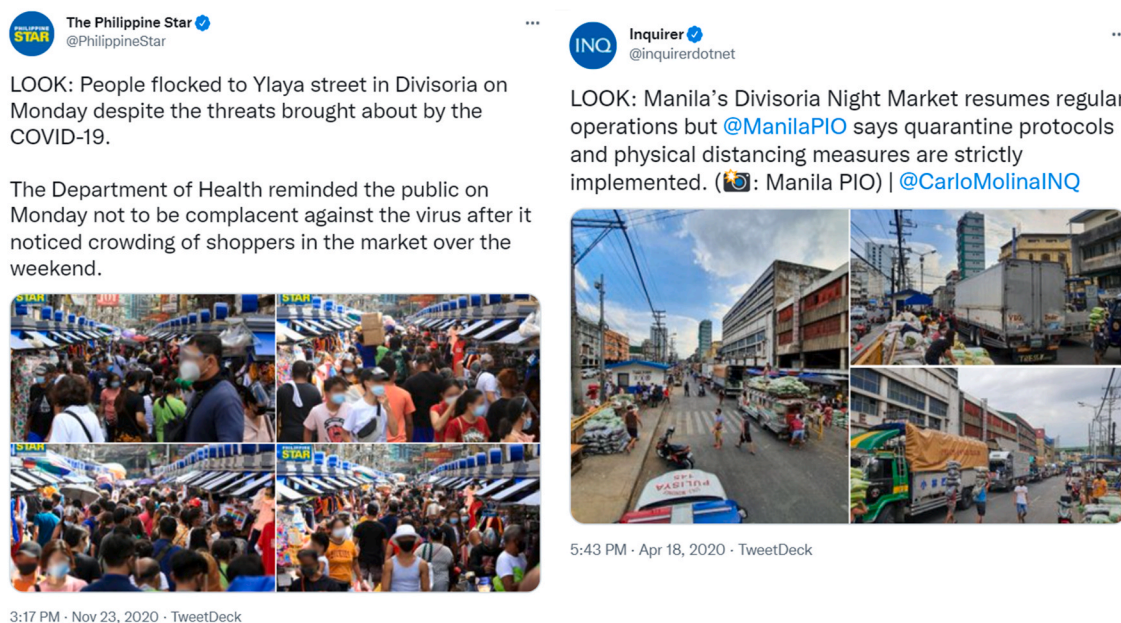 The Philippine Star
@PhilippineStar
LOOK: People flocked to Ylaya street in Divisoria on
Monday despite the threats brought about by the
COVID-19.
The Department of Health reminded the public on
Monday not to be complacent against the virus after it
noticed crowding of shoppers in the market over the
weekend.
STAR
STAR
STAR
PHILIPPINE
STAR
3:17 PM · Nov 23, 2020 · TweetDeck
PHILIPPINE
STAR
INQ
Inquirer
@inquirerdotnet
LOOK: Manila’s Divisoria Night Market resumes regular
operations but @ManilaPIO says quarantine protocols
and physical distancing measures are strictly
implemented. (📸: Manila PIO) | @CarloMolinaINQ
PULISYA
145
5:43 PM · Apr 18, 2020 · TweetDeck